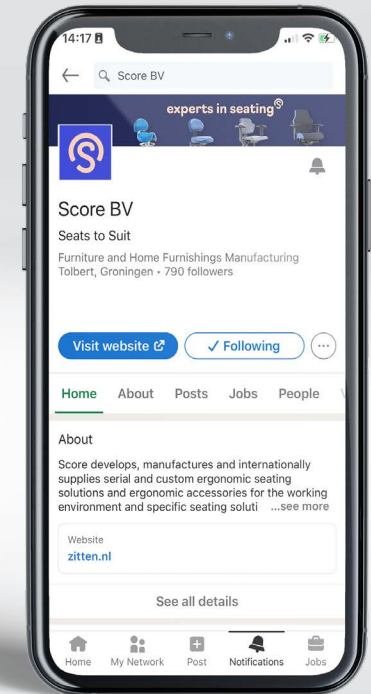 14:17
Score BV
experts in seating
Score BV
Seats to Suit
Furniture and Home Furnishings Manufacturing
Tolbert, Groningen • 790 followers
Visit website
Following
Home About Posts Jobs People
About
Score develops, manufactures and internationally
supplies serial and custom ergonomic seating
solutions and ergonomic accessories for the working
environment and specific seating soluti ...see more
Website
zitten.nl
See all details
Home My Network Post Notifications Jobs